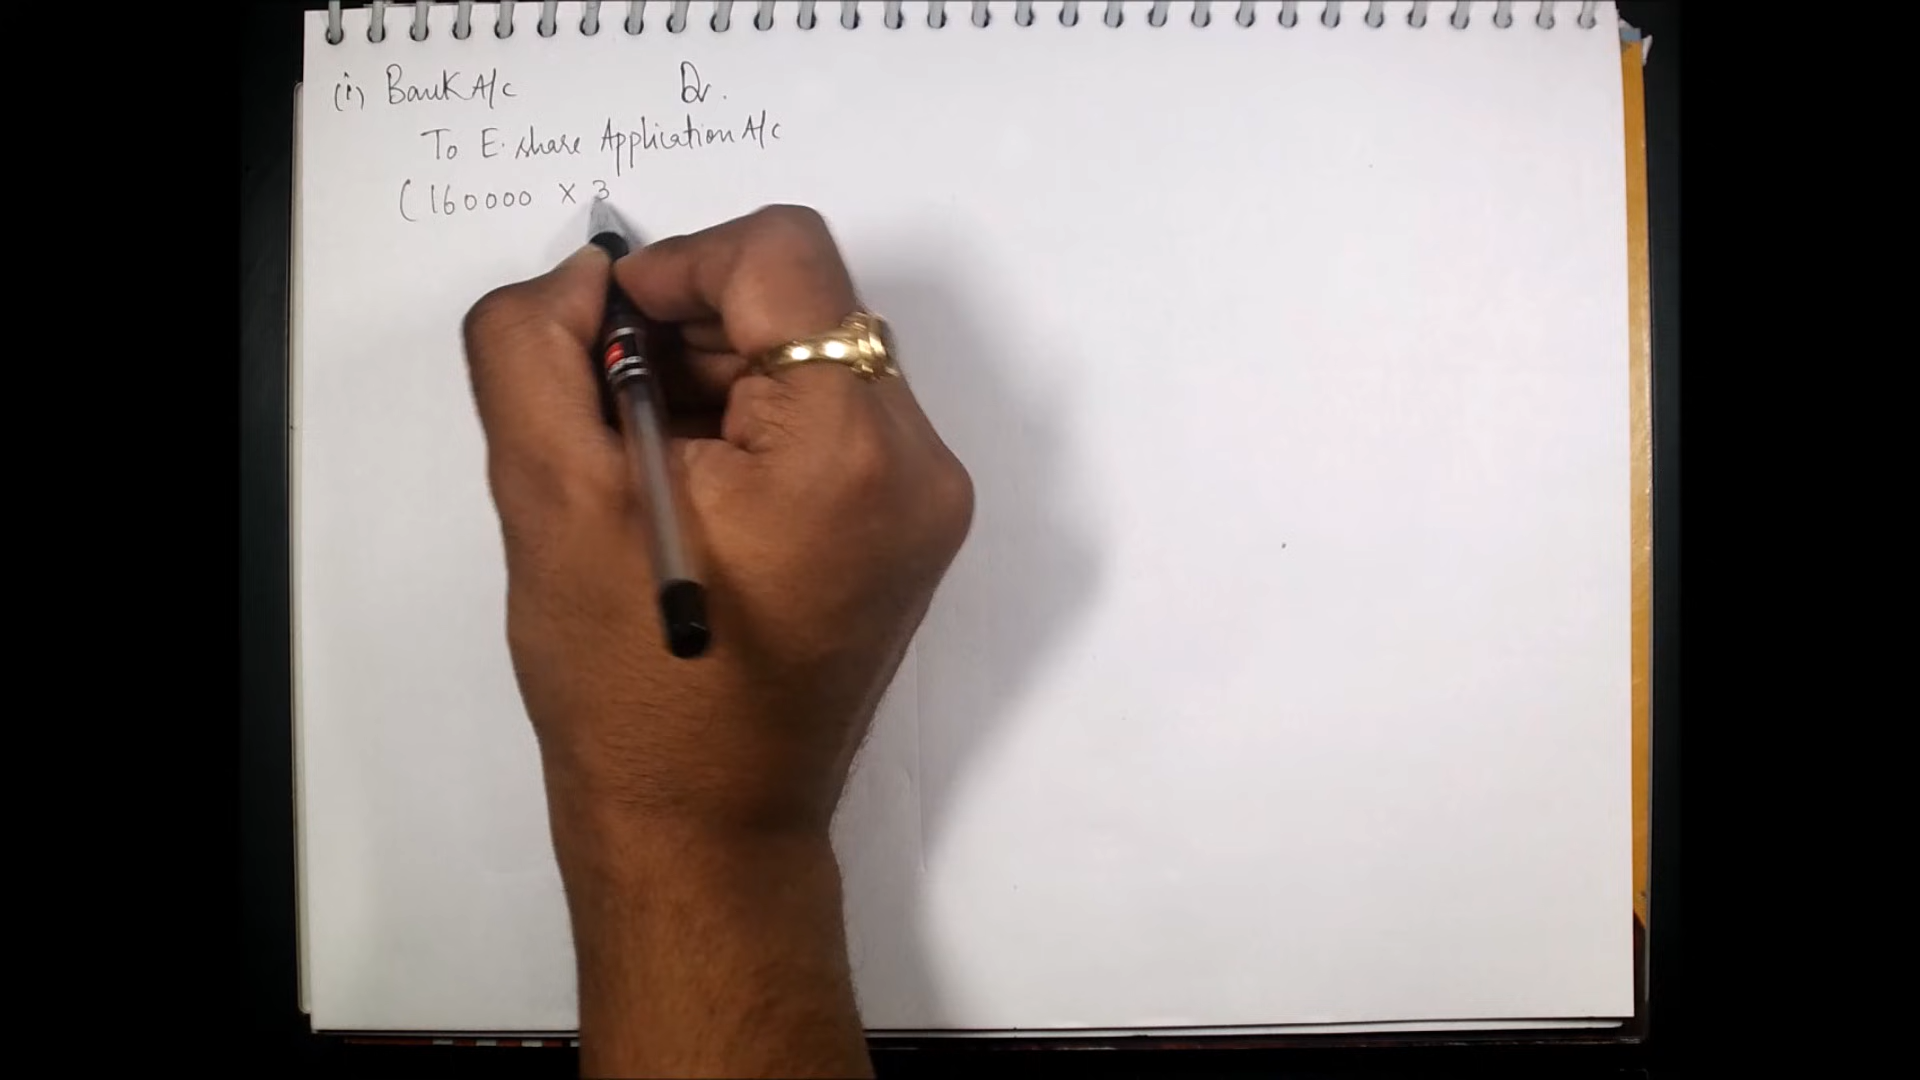 (i) Bank A/c Dr.
To E. share Application A/c
(160000 X 3